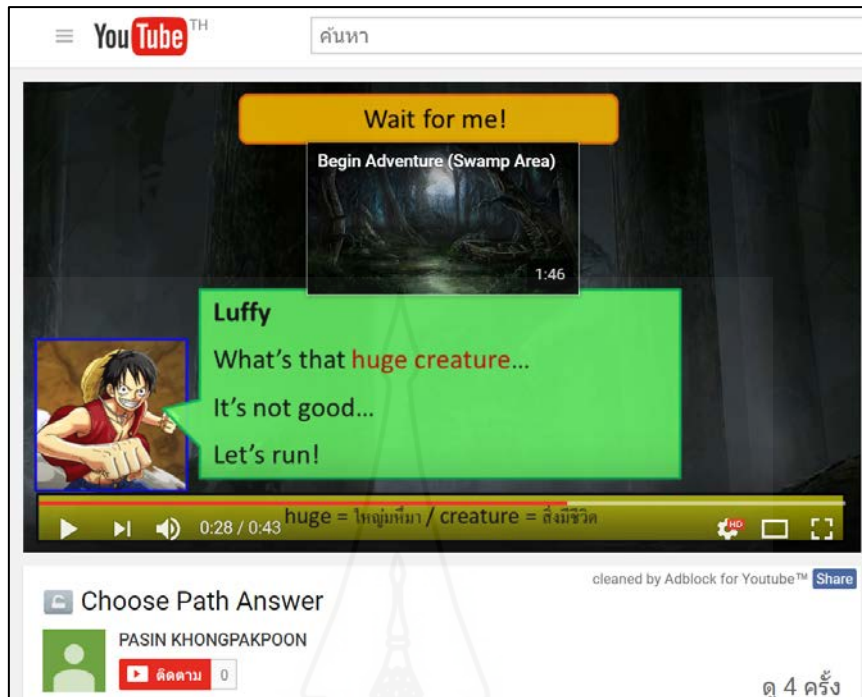 YouTube TH
ค้นหา
Wait for me!
Begin Adventure (Swamp Area)
1:46
Luffy
What's that huge creature...
It's not good...
Let's run!
huge = ใหญ่มหึมา / creature = สิ่งมีชีวิต
0:28 / 0:43
HD
cleaned by Adblock for Youtube™ Share
Choose Path Answer
PASIN KHONGPAKPOON
ติดตาม 0
ดู 4 ครั้ง